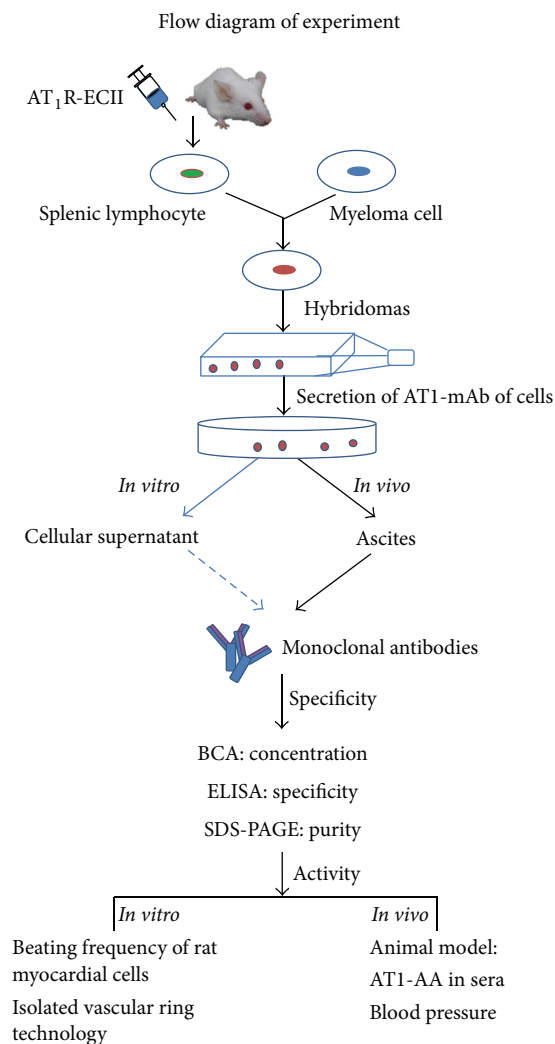 Flow diagram of experiment
AT1R-ECII
Splenic lymphocyte
Myeloma cell
Hybridomas
Secretion of AT1-mAb of cells
In vitro
In vivo
Cellular supernatant
Ascites
Monoclonal antibodies
Specificity
BCA: concentration
ELISA: specificity
SDS-PAGE: purity
Activity
In vitro
In vivo
Beating frequency of rat
myocardial cells
Isolated vascular ring
technology
Animal model:
AT1-AA in sera
Blood pressure